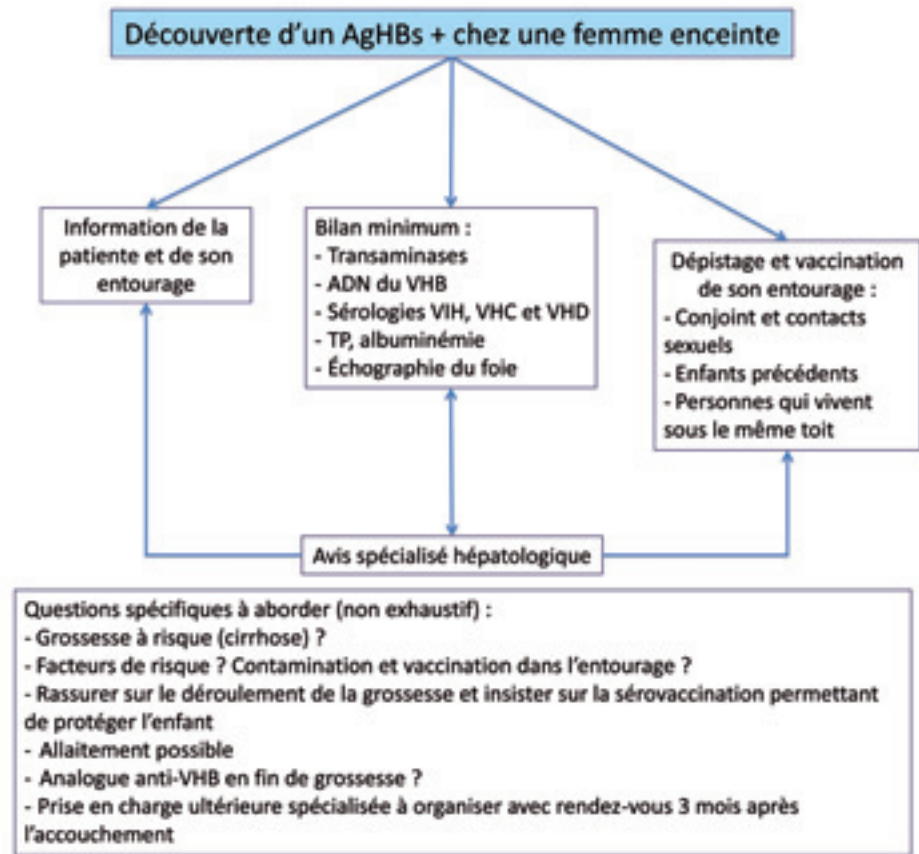 Découverte d'un AgHBs + chez une femme enceinte
Information de la
patiente et de son
entourage
Bilan minimum :
- Transaminases
- ADN du VHB
- Sérologies VIH, VHC et VHD
- TP, albuminémie
- Échographie du foie
Dépistage et vaccination
de son entourage :
- Conjoint et contacts
sexuels
- Enfants précédents
- Personnes qui vivent
sous le même toit
Avis spécialisé hépatologique
Questions spécifiques à aborder (non exhaustif) :
- Grossesse à risque (cirrhose) ?
- Facteurs de risque ? Contamination et vaccination dans l'entourage ?
- Rassurer sur le déroulement de la grossesse et insister sur la sérovaccination permettant
de protéger l'enfant
- Allaitement possible
- Analogue anti-VHB en fin de grossesse ?
- Prise en charge ultérieure spécialisée à organiser avec rendez-vous 3 mois après
l'accouchement